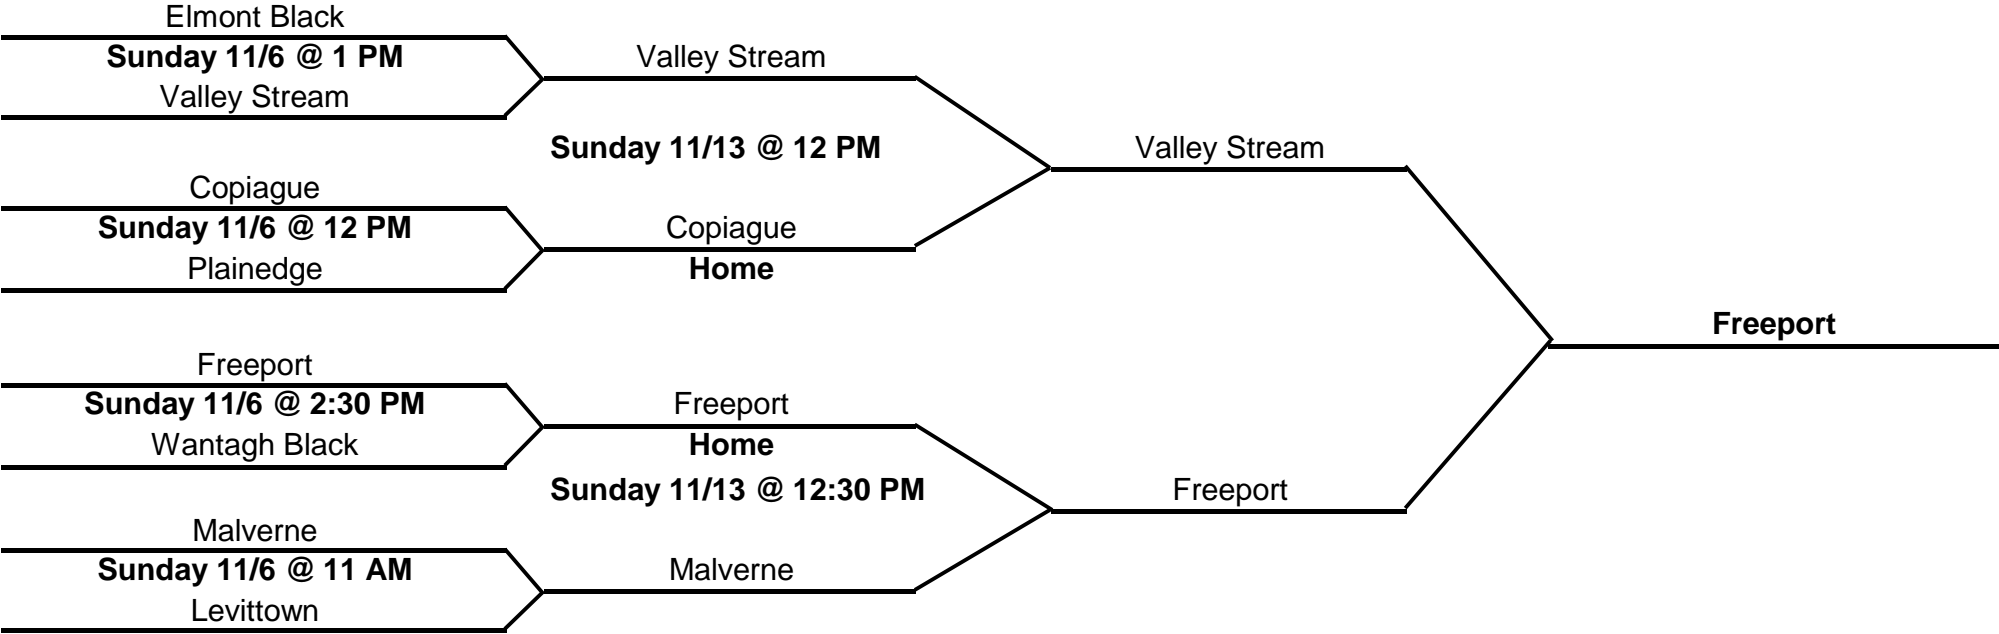 Elmont Black
Sunday 11/6 @ 1 PM
Valley Stream
Valley Stream
Sunday 11/13 @ 12 PM
Valley Stream
Copiague
Sunday 11/6 @ 12 PM
Copiague
Plainedge
Home
Freeport
Freeport
Sunday 11/6 @ 2:30 PM
Freeport
Wantagh Black
Home
Sunday 11/13 @ 12:30 PM
Freeport
Malverne
Sunday 11/6 @ 11 AM
Malverne
Levittown